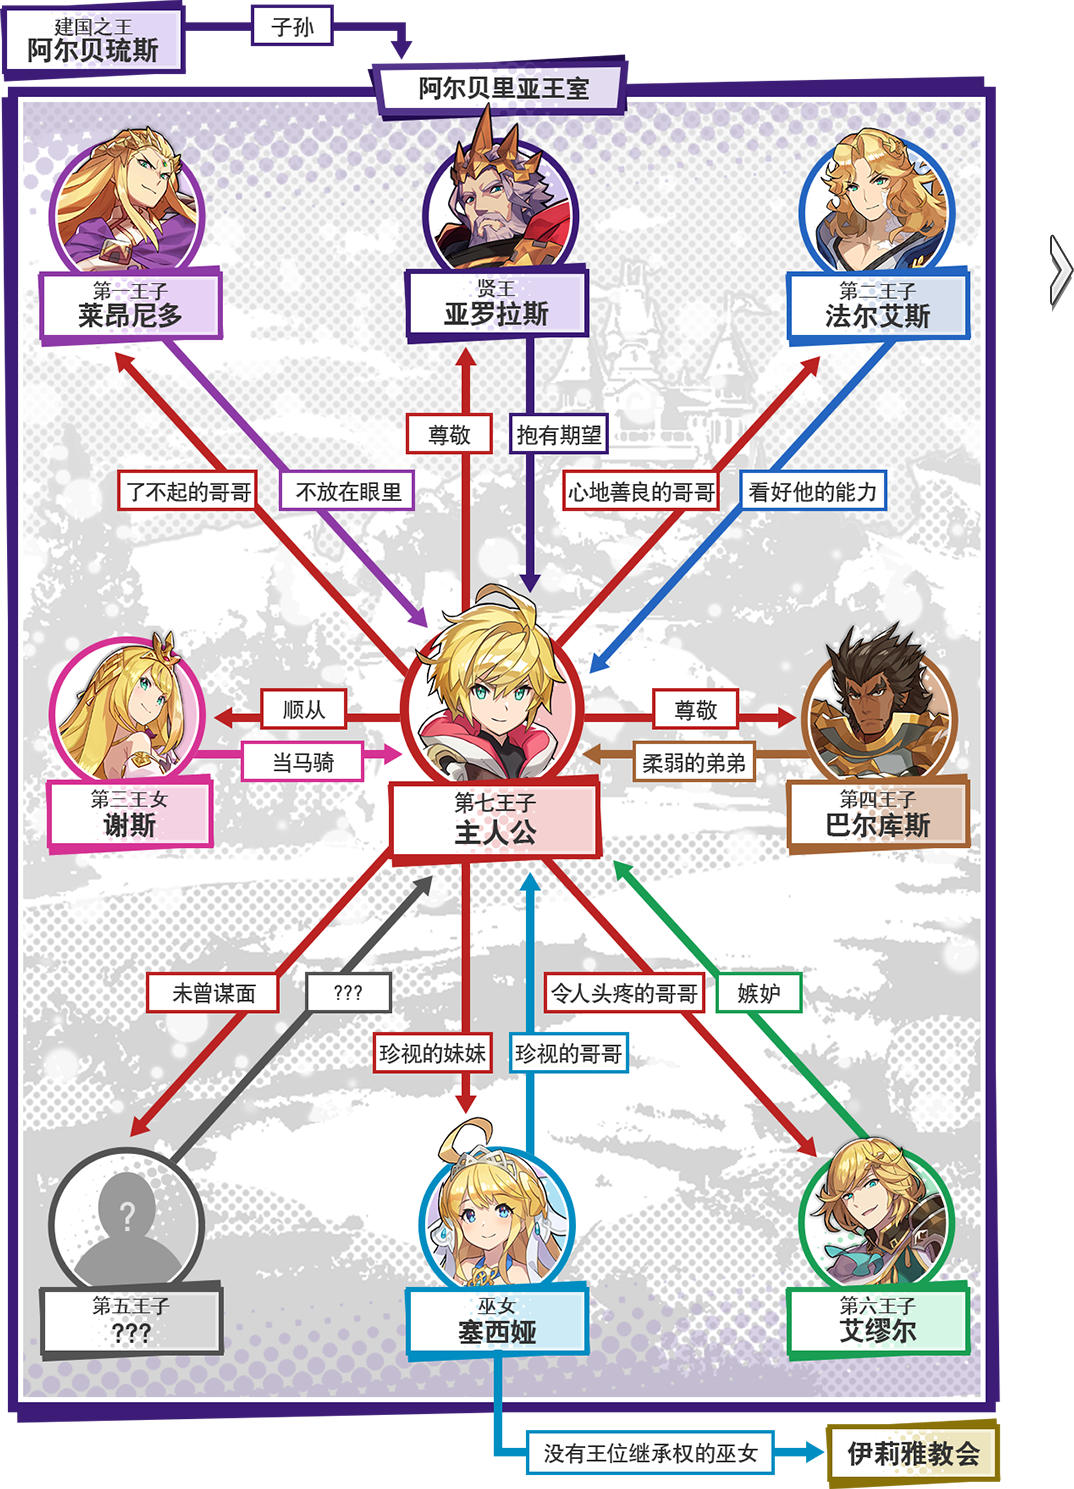 建国之王
阿尔贝琉斯
子孙
阿尔贝里亚王室
第一王子
莱昂尼多
贤王
亚罗拉斯
第二王子
法尔艾斯
尊敬
抱有期望
了不起的哥哥
不放在眼里
心地善良的哥哥
看好他的能力
顺从
尊敬
当马骑
柔弱的弟弟
第三王女
谢斯
第七王子
主人公
第四王子
巴尔库斯
未曾谋面
???
令人头疼的哥哥
嫉妒
珍视的妹妹
珍视的哥哥
?
第五王子
???
巫女
塞西娅
第六王子
艾缪尔
没有王位继承权的巫女
伊莉雅教会